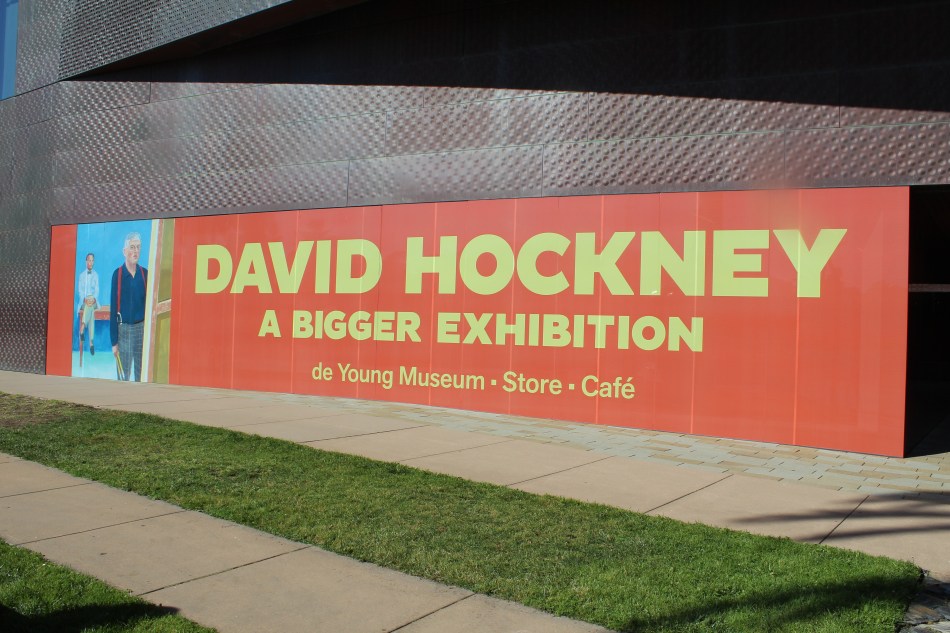 DAVID HOCKNEY
A BIGGER EXHIBITION
de Young Museum · Store · Café